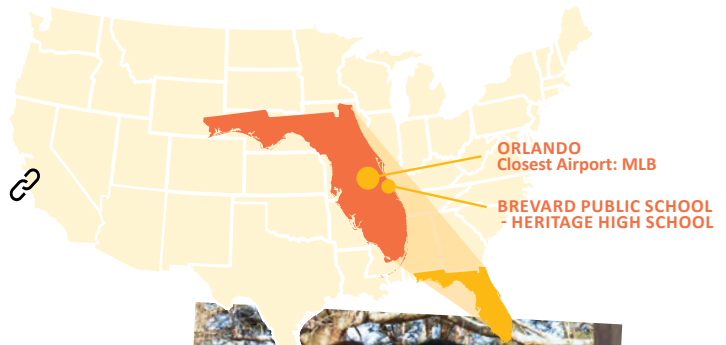 ORLANDO
Closest Airport: MLB
BREVARD PUBLIC SCHOOL
- HERITAGE HIGH SCHOOL